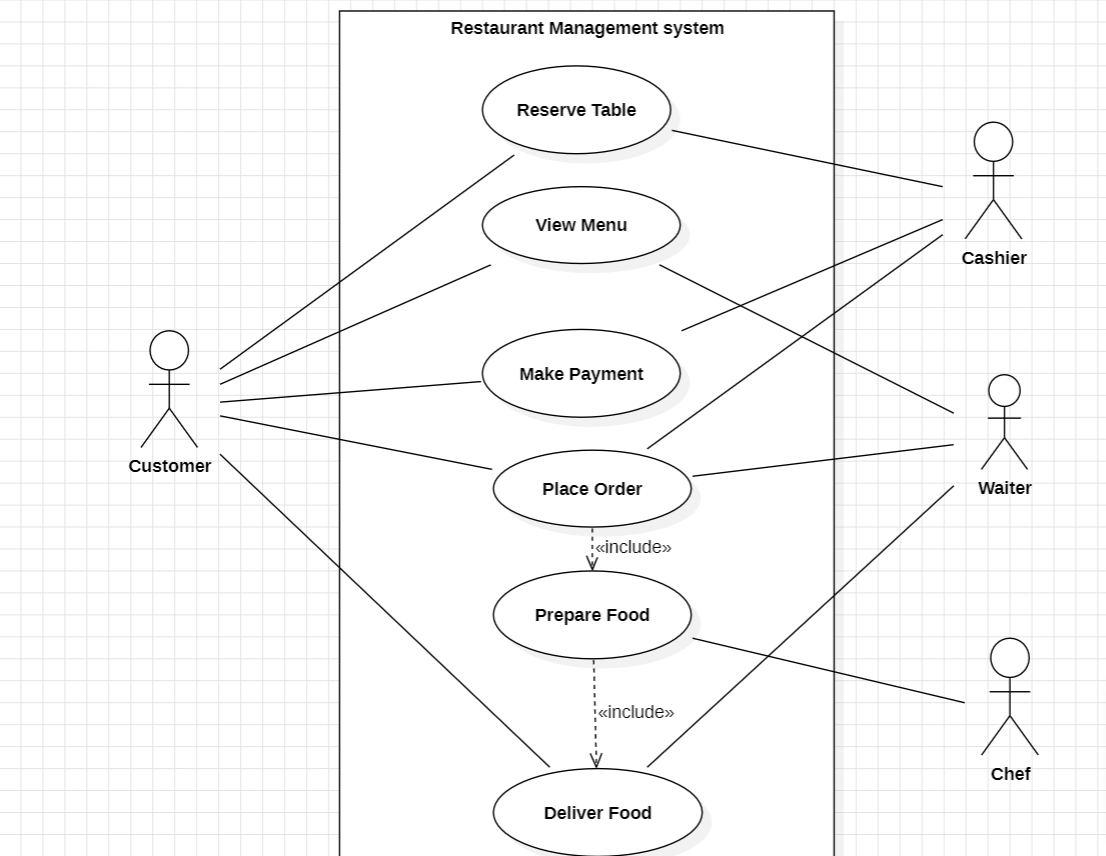 Restaurant Management system
Reserve Table
View Menu
Make Payment
Place Order
«include»
Prepare Food
«include»
Deliver Food
Customer
Cashier
Waiter
Chef